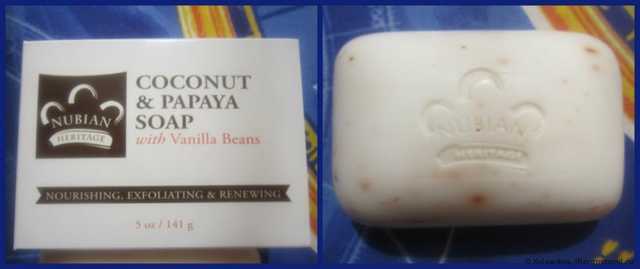 NUBIAN
HERITAGE
COCONUT
& PAPAYA
SOAP
with Vanilla Beans
NOURISHING, EXFOLIATING & RENEWING
5 oz / 141 g
NUBIAN
HERITAGE